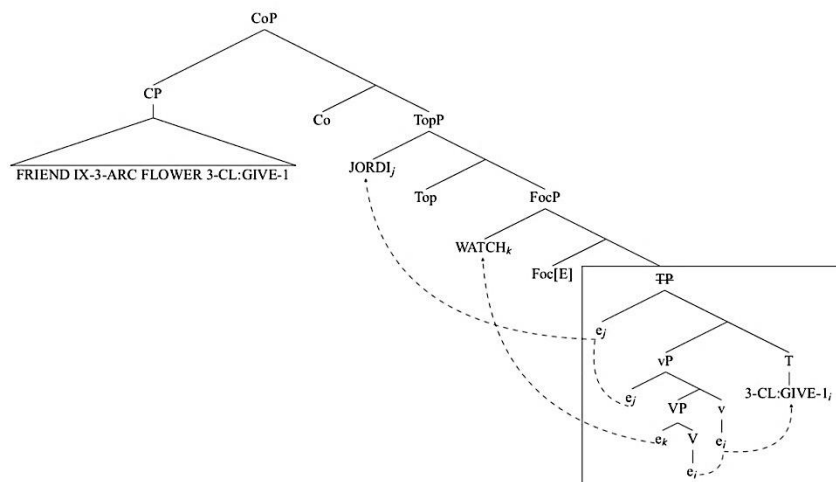 CoP
CP
Co TopP
FRIEND IX-3-ARC FLOWER 3-CL:GIVE-1
JORDIj
Top FocP
WATCHk
Foc[E] TP
ej
vP T
ej 3-CL:GIVE-1i
VP v
ek V ei
ei